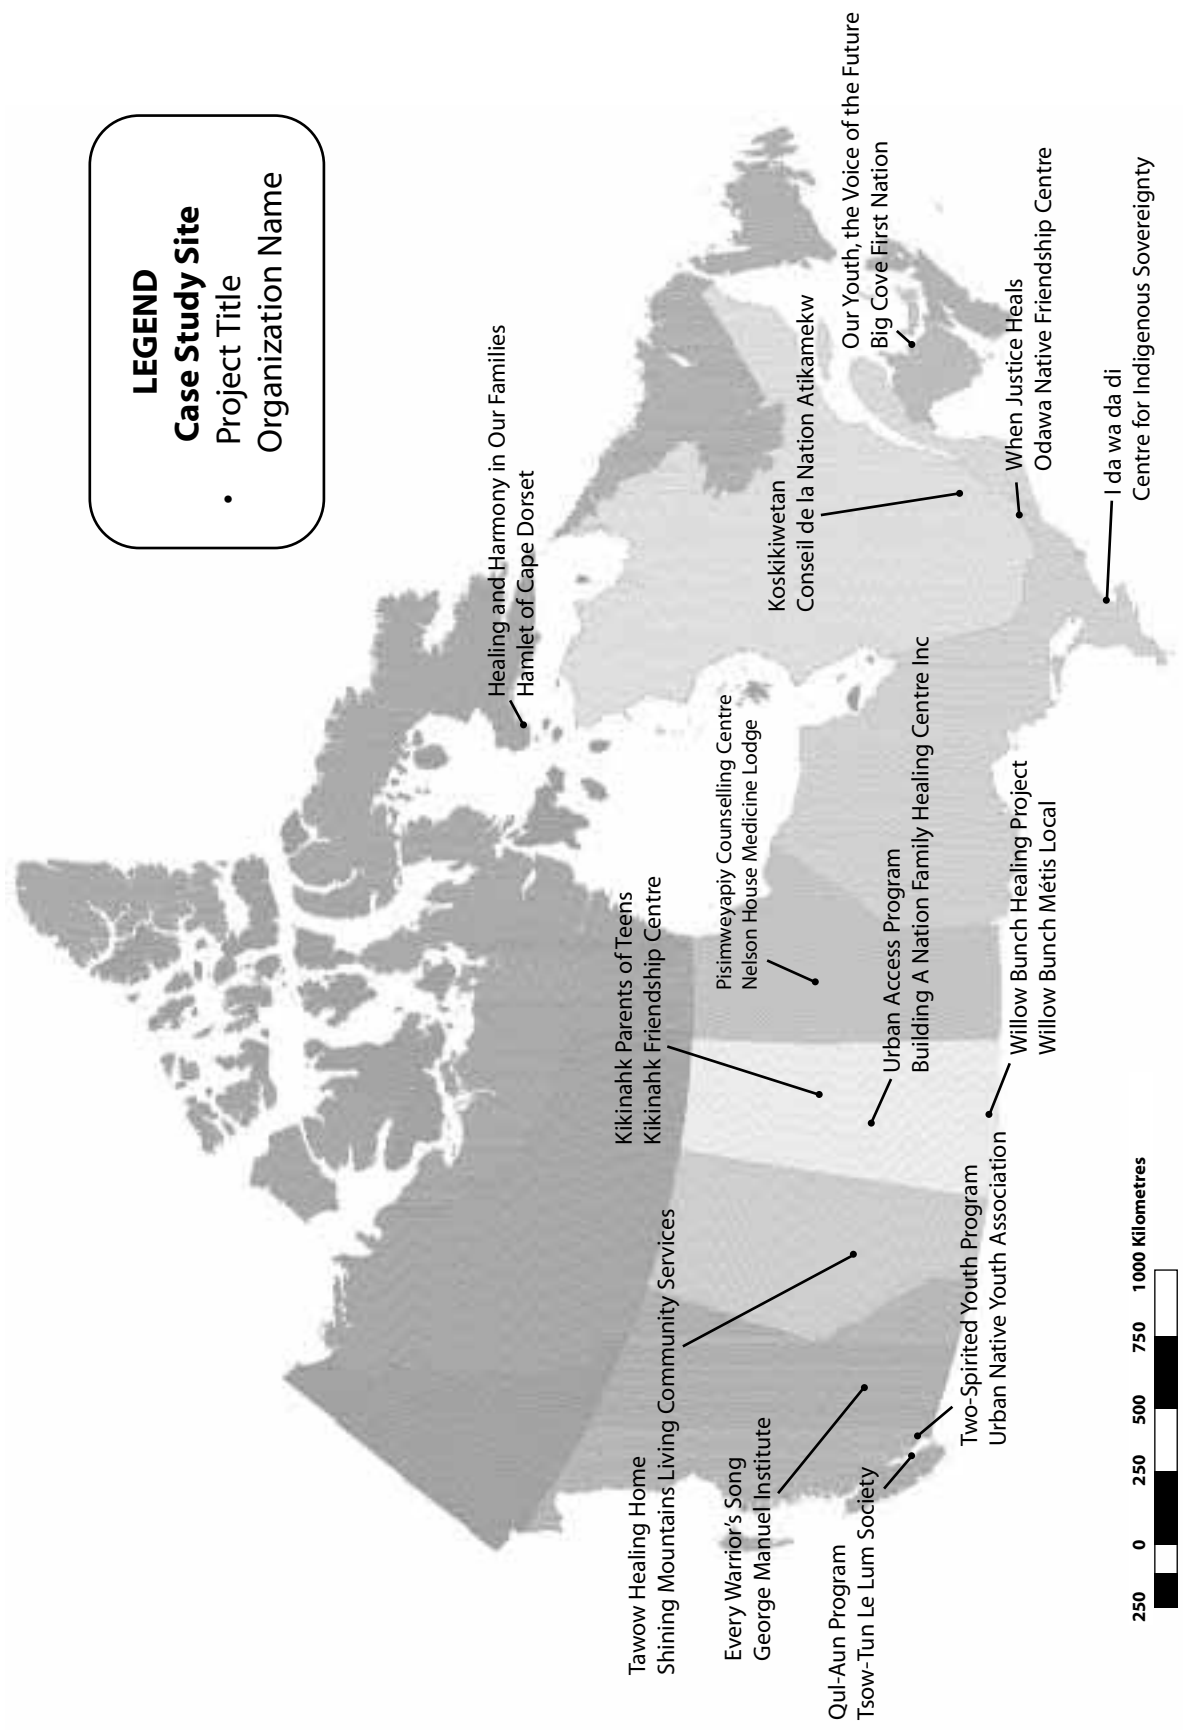 LEGEND
Case Study Site
Project Title
Organization Name
Healing and Harmony in Our Families
Hamlet of Cape Dorset
Our Youth, the Voice of the Future
Big Cove First Nation
Koskikiwetan
Conseil de la Nation Atikamekw
When Justice Heals
Odawa Native Friendship Centre
I da wa da di
Centre for Indigenous Sovereignty
Pisimweyapiy Counselling Centre
Nelson House Medicine Lodge
Kikinahk Parents of Teens
Kikinahk Friendship Centre
Urban Access Program
Building A Nation Family Healing Centre Inc
Willow Bunch Healing Project
Willow Bunch Métis Local
Tawow Healing Home
Shining Mountains Living Community Services
Every Warrior's Song
George Manuel Institute
Qul-Aun Program
Tsow-Tun Le Lum Society
Two-Spirited Youth Program
Urban Native Youth Association
250 0 250 500 750 1000 Kilometres